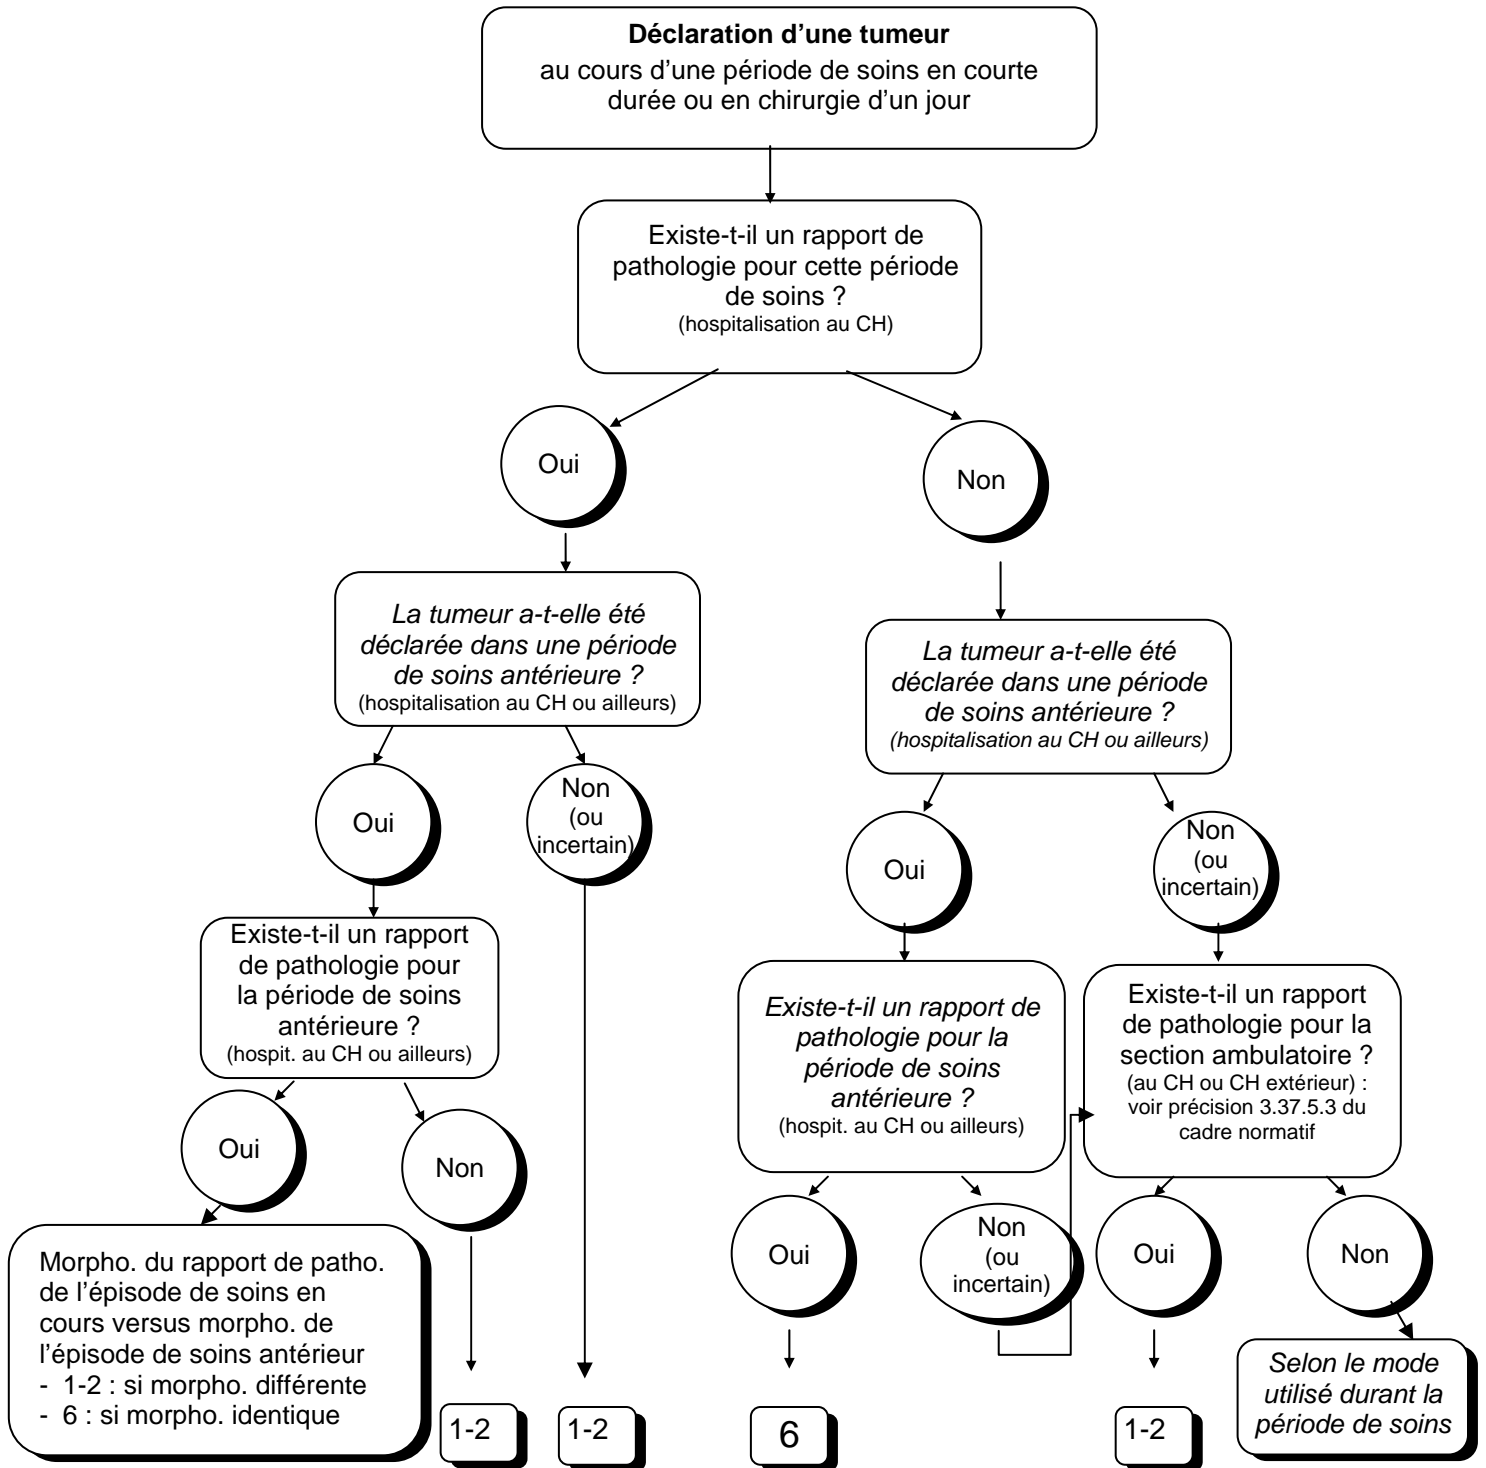 Déclaration d’une tumeur
au cours d’une période de soins en courte
durée ou en chirurgie d’un jour
Existe-t-il un rapport de
pathologie pour cette période
de soins ?
(hospitalisation au CH)
Oui
Non
La tumeur a-t-elle été
déclarée dans une période
de soins antérieure ?
(hospitalisation au CH ou ailleurs)
La tumeur a-t-elle été
déclarée dans une période
de soins antérieure ?
(hospitalisation au CH ou ailleurs)
Oui
Non
(ou
incertain)
Oui
Non
(ou
incertain)
Existe-t-il un rapport
de pathologie pour
la période de soins
antérieure ?
(hospit. au CH ou ailleurs)
Existe-t-il un rapport de
pathologie pour la
période de soins
antérieure ?
(hospit. au CH ou ailleurs)
Existe-t-il un rapport
de pathologie pour la
section ambulatoire ?
(au CH ou CH extérieur) :
voir précision 3.37.5.3 du
cadre normatif
Oui
Non
Oui
Non
(ou
incertain)
Oui
Non
Morpho. du rapport de patho.
de l’épisode de soins en
cours versus morpho. de
l’épisode de soins antérieur
- 1-2 : si morpho. différente
- 6 : si morpho. identique
1-2
1-2
6
1-2
Selon le mode
utilisé durant la
période de soins